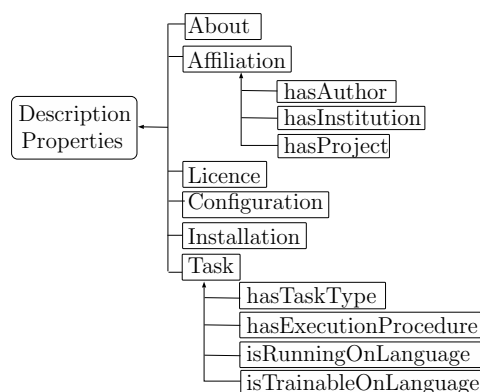 About
Affiliation
hasAuthor
hasInstitution
hasProject
Description
Properties
Licence
Configuration
Installation
Task
hasTaskType
hasExecutionProcedure
isRunningOnLanguage
isTrainableOnLanguage